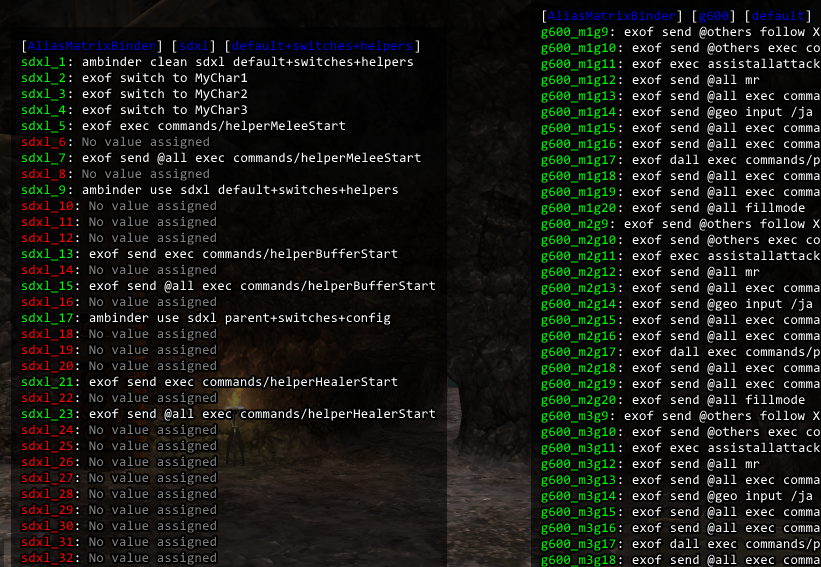 [AliasMatrixBinder] [sdxl] [default+switches+helpers]
sdxl_1: ambinder clean sdxl default+switches+helpers
sdxl_2: exof switch to MyChar1
sdxl_3: exof switch to MyChar2
sdxl_4: exof switch to MyChar3
sdxl_5: exof exec commands/helperMeleeStart
sdxl_6: No value assigned
sdxl_7: exof send @all exec commands/helperMeleeStart
sdxl_8: No value assigned
sdxl_9: ambinder use sdxl default+switches+helpers
sdxl_10: No value assigned
sdxl_11: No value assigned
sdxl_12: No value assigned
sdxl_13: exof send exec commands/helperBufferStart
sdxl_14: No value assigned
sdxl_15: exof send @all exec commands/helperBufferStart
sdxl_16: No value assigned
sdxl_17: ambinder use sdxl parent+switches+config
sdxl_18: No value assigned
sdxl_19: No value assigned
sdxl_20: No value assigned
sdxl_21: exof send exec commands/helperHealerStart
sdxl_22: No value assigned
sdxl_23: exof send @all exec commands/helperHealerStart
sdxl_24: No value assigned
sdxl_25: No value assigned
sdxl_26: No value assigned
sdxl_27: No value assigned
sdxl_28: No value assigned
sdxl_29: No value assigned
sdxl_30: No value assigned
sdxl_31: No value assigned
sdxl_32: No value assigned
[AliasMatrixBinder] [g600] [default]
g600_m1g9: exof send @others follow X
g600_m1g10: exof send @others exec co
g600_m1g11: exof exec assistallattack
g600_m1g12: exof send @all mr
g600_m1g13: exof send @all exec comma
g600_m1g14: exof send @geo input /ja
g600_m1g15: exof send @all exec comma
g600_m1g16: exof send @all exec comma
g600_m1g17: exof dall exec commands/p
g600_m1g18: exof send @all exec comma
g600_m1g19: exof send @all exec comma
g600_m1g20: exof send @all fillmode
g600_m2g9: exof send @others follow X
g600_m2g10: exof send @others exec co
g600_m2g11: exof exec assistallattack
g600_m2g12: exof send @all mr
g600_m2g13: exof send @all exec comma
g600_m2g14: exof send @geo input /ja
g600_m2g15: exof send @all exec comma
g600_m2g16: exof send @all exec comma
g600_m2g17: exof dall exec commands/p
g600_m2g18: exof send @all exec comma
g600_m2g19: exof send @all exec comma
g600_m2g20: exof send @all fillmode
g600_m3g9: exof send @others follow X
g600_m3g10: exof send @others exec co
g600_m3g11: exof exec assistallattack
g600_m3g12: exof send @all mr
g600_m3g13: exof send @all exec comma
g600_m3g14: exof send @geo input /ja
g600_m3g15: exof send @all exec comma
g600_m3g16: exof send @all exec comma
g600_m3g17: exof dall exec commands/p
g600_m3g18: exof send @all exec comma